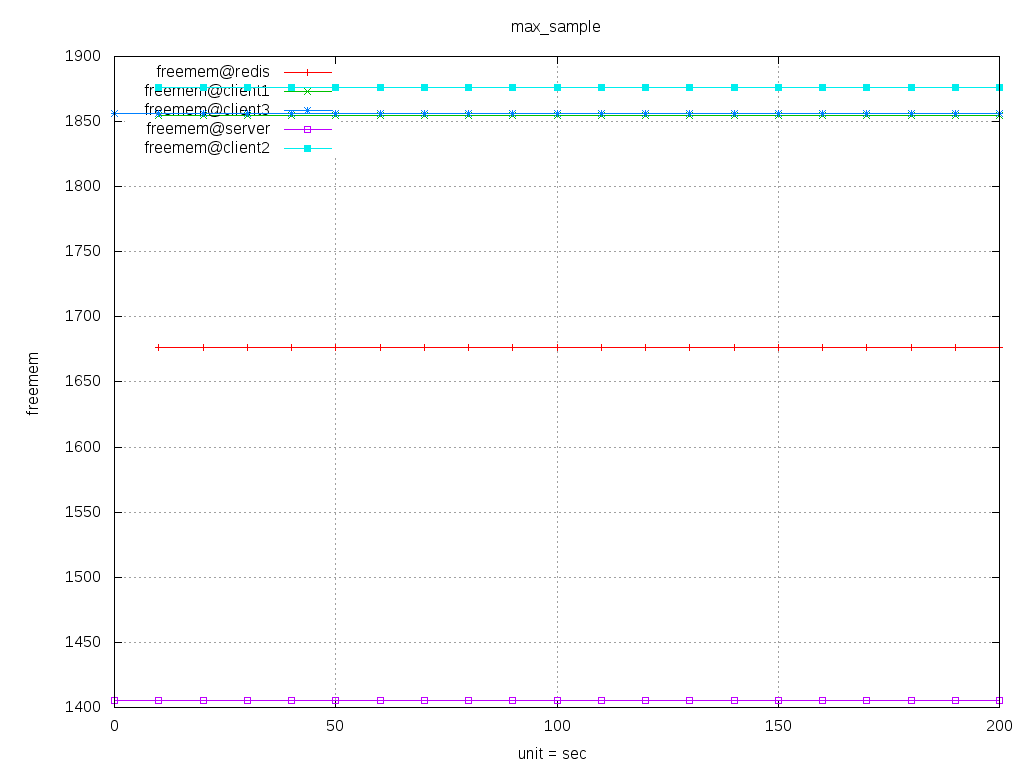 max_sample
1900
1850
1800
1750
1700
1650
1600
1550
1500
1450
1400
freemem
freemem@redis
freemem@client1
freemem@client3
freemem@server
freemem@client2
0 50 100 150 200
unit = sec